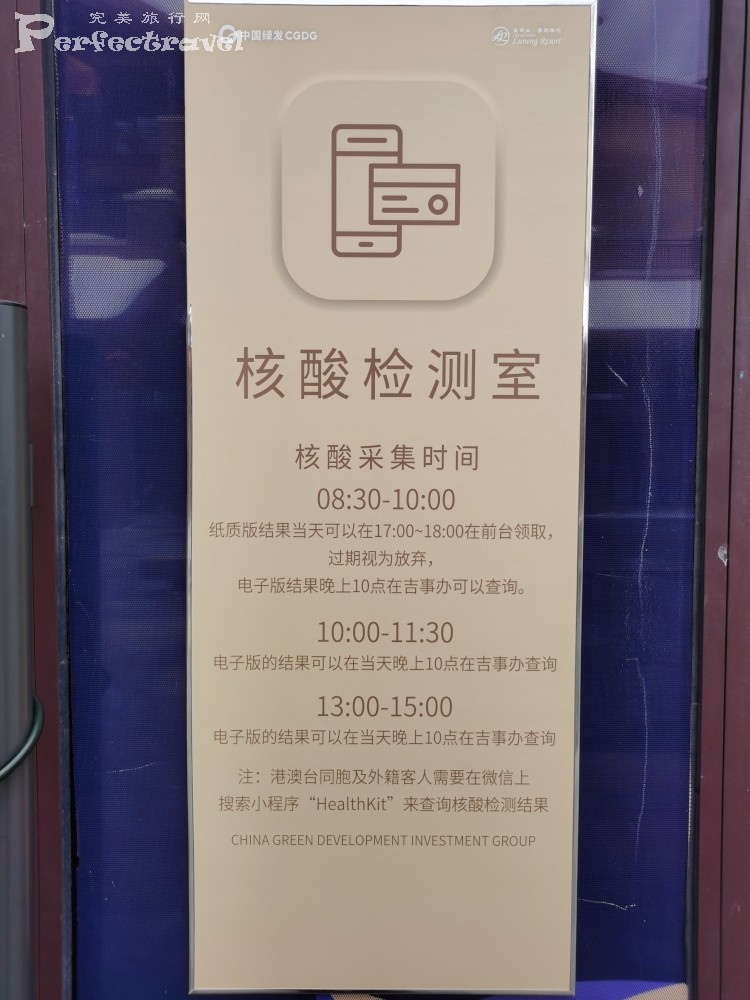 完美旅行网
Perfectravel
中国绿发CGDG
Luneng Resort
核酸检测室
核酸采集时间
08:30-10:00
纸质版结果当天可以在17:00~18:00在前台领取，
过期视为放弃，
电子版结果晚上10点在吉事办可以查询。
10:00-11:30
电子版的结果可以在当天晚上10点在吉事办查询
13:00-15:00
电子版的结果可以在当天晚上10点在吉事办查询
注：港澳台同胞及外籍客人需要在微信上
搜索小程序“HealthKit”来查询核酸检测结果
CHINA GREEN DEVELOPMENT INVESTMENT GROUP